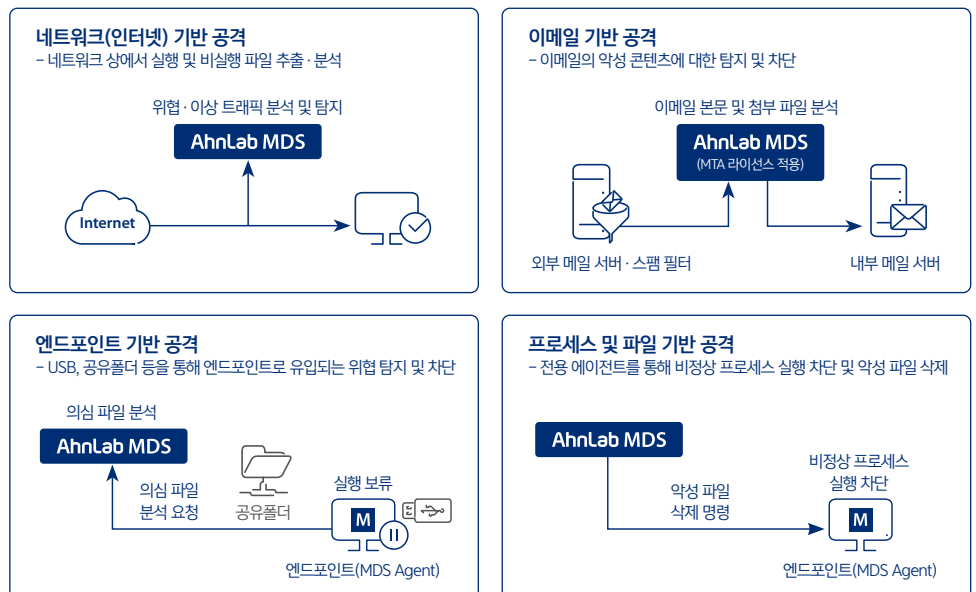 네트워크(인터넷) 기반 공격
– 네트워크 상에서 실행 및 비실행 파일 추출 · 분석
위협 · 이상 트래픽 분석 및 탐지
AhnLab MDS
Internet
이메일 기반 공격
– 이메일의 악성 콘텐츠에 대한 탐지 및 차단
이메일 본문 및 첨부 파일 분석
AhnLab MDS
(MTA 라이선스 적용)
외부 메일 서버 · 스팸 필터
내부 메일 서버
엔드포인트 기반 공격
– USB, 공유폴더 등을 통해 엔드포인트로 유입되는 위협 탐지 및 차단
의심 파일 분석
AhnLab MDS
의심 파일
분석 요청
공유폴더
실행 보류
M
엔드포인트(MDS Agent)
프로세스 및 파일 기반 공격
– 전용 에이전트를 통해 비정상 프로세스 실행 차단 및 악성 파일 삭제
AhnLab MDS
악성 파일
삭제 명령
비정상 프로세스
실행 차단
M
엔드포인트(MDS Agent)